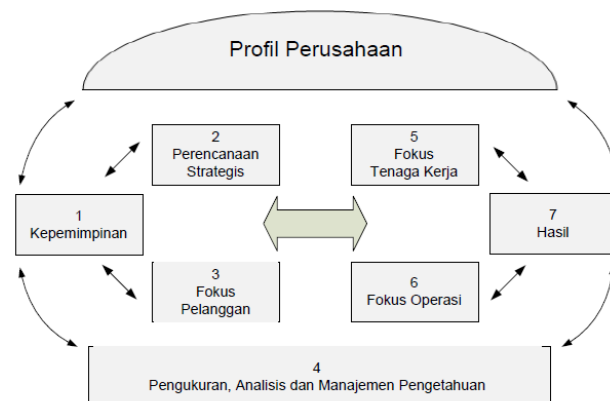 Profil Perusahaan
2
Perencanaan
Strategis
5
Fokus
Tenaga Kerja
1
Kepemimpinan
7
Hasil
3
Fokus
Pelanggan
6
Fokus Operasi
4
Pengukuran, Analisis dan Manajemen Pengetahuan